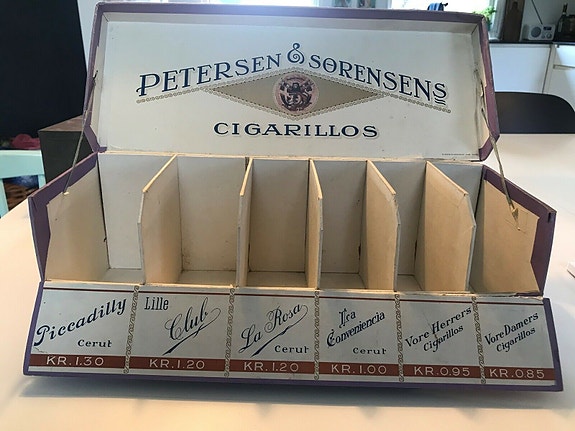 PETERSEN & SØRENSENS
CIGARILLOS
Piccadilly
Cerut
KR.1.30
Lille
Club
KR.1.20
La Rosa
Cerut
KR.1.20
Conveniencia
Cerut
KR.1.00
Vore Herrers
Cigarillos
KR.0.95
Vore Damers
Cigarillos
KR.0.85